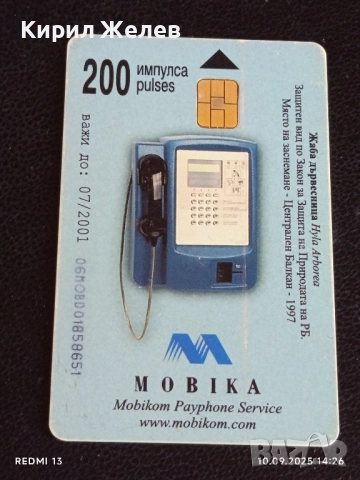 Кирил Желев
200 импулса
pulses
важи до: 07/2001 06MOBD01858651
Жаба дървесница Hyla Arborea
Защитен вид по Закон за Защита на Природата на РБ.
Място на заснемане - Централен Балкан - 1997
MOBIKA
Mobikom Payphone Service
www.mobikom.com
REDMI 13
10.09.2025 14:26
BAZAR